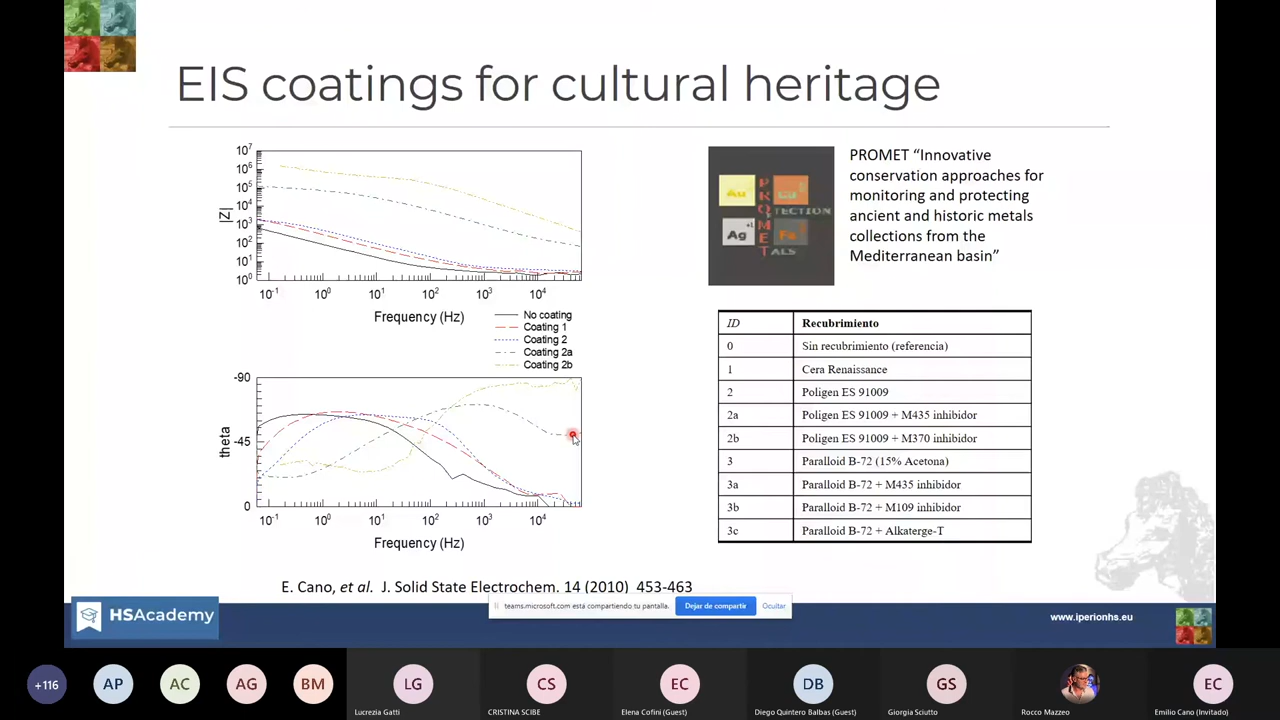 EIS coatings for cultural heritage
10^7
10^6
10^5
10^4
10^3
10^2
10^1
10^0
|Z|
10^-1 10^0 10^1 10^2 10^3 10^4
Frequency (Hz)
No coating
Coating 1
Coating 2
Coating 2a
Coating 2b
-90
-45
0
theta
10^-1 10^0 10^1 10^2 10^3 10^4
Frequency (Hz)
E. Cano, et al. J. Solid State Electrochem. 14 (2010) 453-463
Au
Ag
PROMET
TECTION
ALS
PROMET “Innovative
conservation approaches for
monitoring and protecting
ancient and historic metals
collections from the
Mediterranean basin”
ID Recubrimiento
0 Sin recubrimiento (referencia)
1 Cera Renaissance
2 Poligen ES 91009
2a Poligen ES 91009 + M435 inhibidor
2b Poligen ES 91009 + M370 inhibidor
3 Paralloid B-72 (15% Acetona)
3a Paralloid B-72 + M435 inhibidor
3b Paralloid B-72 + M109 inhibidor
3c Paralloid B-72 + Alkaterge-T
teams.microsoft.com está compartiendo tu pantalla.
Dejar de compartir
Ocultar
HSAcademy
www.iperionhs.eu
+116
AP
AC
AG
BM
LG
CS
EC
DB
GS
EC
Lucrezia Gatti
CRISTINA SCIBE
Elena Cofini (Guest)
Diego Quintero Balbas (Guest)
Giorgia Sciutto
Rocco Mazzeo
Emilio Cano (Invitado)